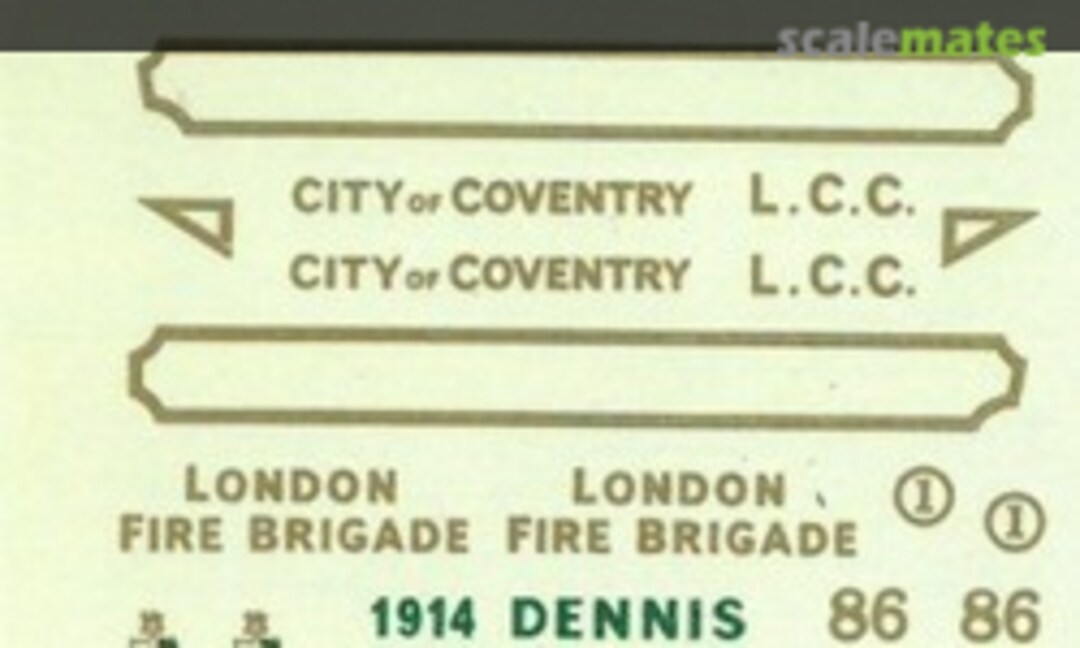 scalemates
CITY OF COVENTRY L.C.C.
CITY OF COVENTRY L.C.C.
LONDON LONDON
FIRE BRIGADE FIRE BRIGADE
1 1
1914 DENNIS 86 86